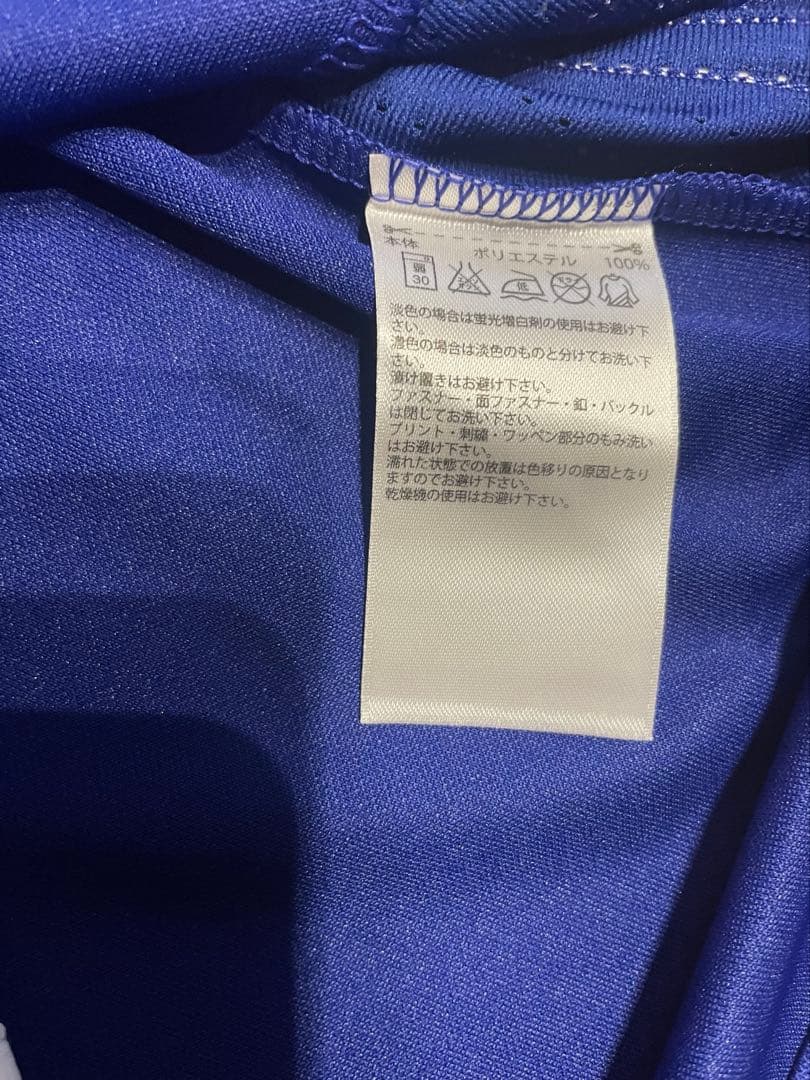 本体 ポリエステル 100%
弱 30
低
淡色の場合は蛍光増白剤の使用はお避け下
さい。
濃色の場合は淡色のものと分けてお洗い下
さい。
漬け置きはお避け下さい。
ファスナー・面ファスナー・釦・バックル
は閉じてお洗い下さい。
プリント・刺繍・ワッペン部分のもみ洗い
はお避け下さい。
濡れた状態での放置は色移りの原因となり
ますのでお避け下さい。
乾燥機の使用はお避け下さい。